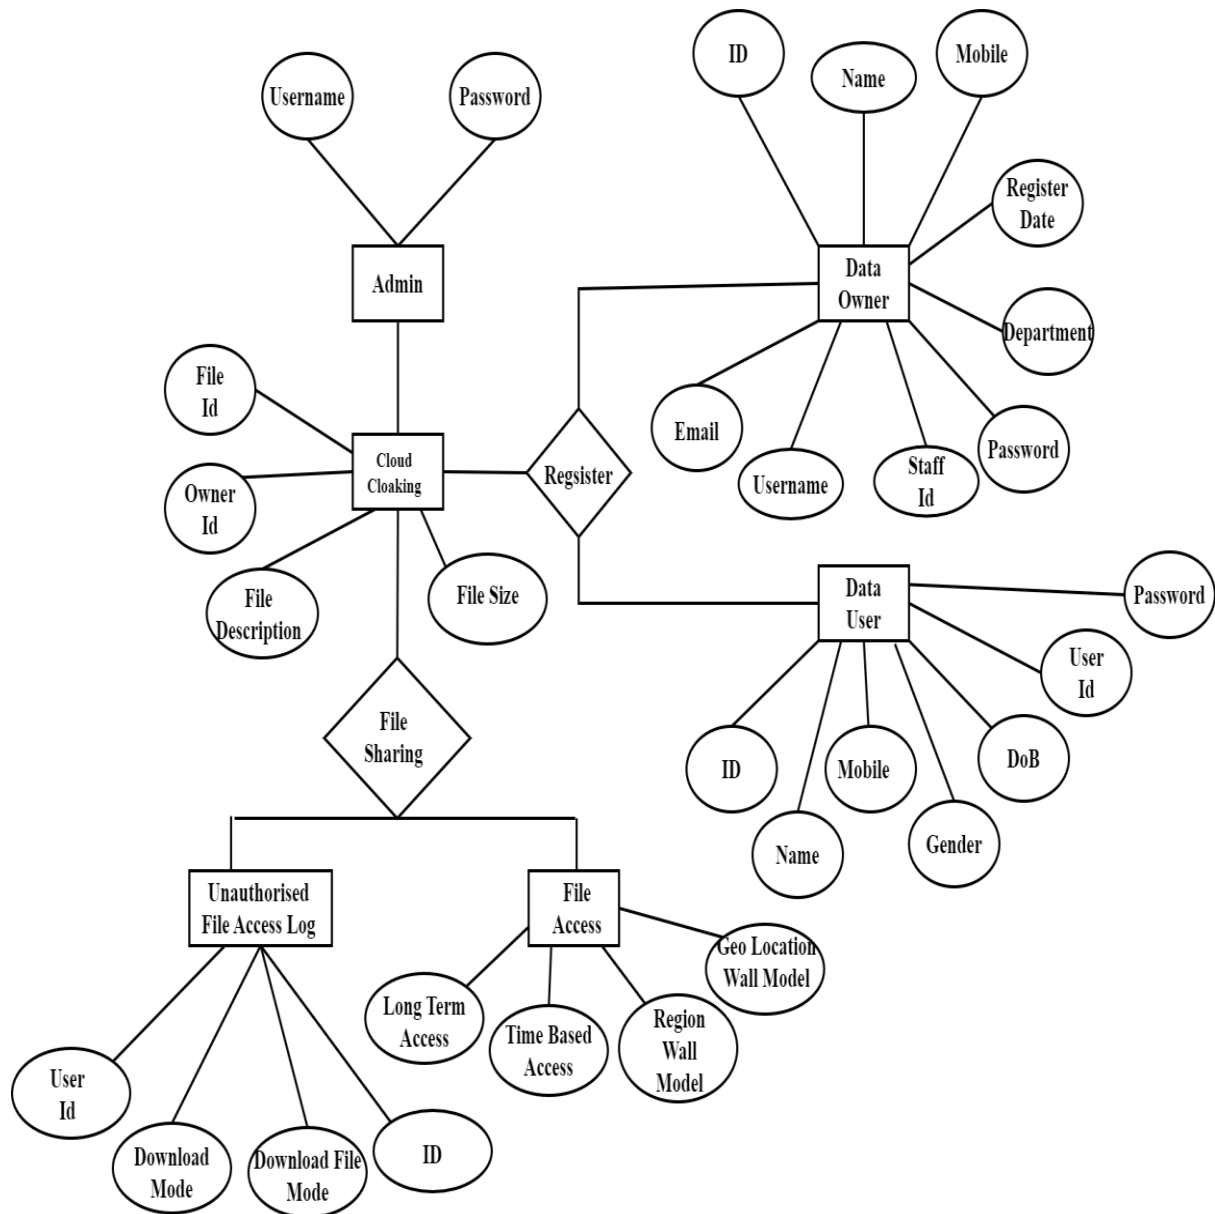 Username
Password
Admin
ID
Name
Mobile
Register
Date
Data
Owner
Department
Email
Username
Staff
Id
Password
File
Id
Owner
Id
Cloud
Cloaking
File
Description
File Size
Regsister
Data
User
Password
User
Id
DoB
ID
Name
Mobile
Gender
File
Sharing
Unauthorised
File Access Log
File
Access
Long Term
Access
Time Based
Access
Region
Wall
Model
Geo Location
Wall Model
User
Id
Download
Mode
Download File
Mode
ID